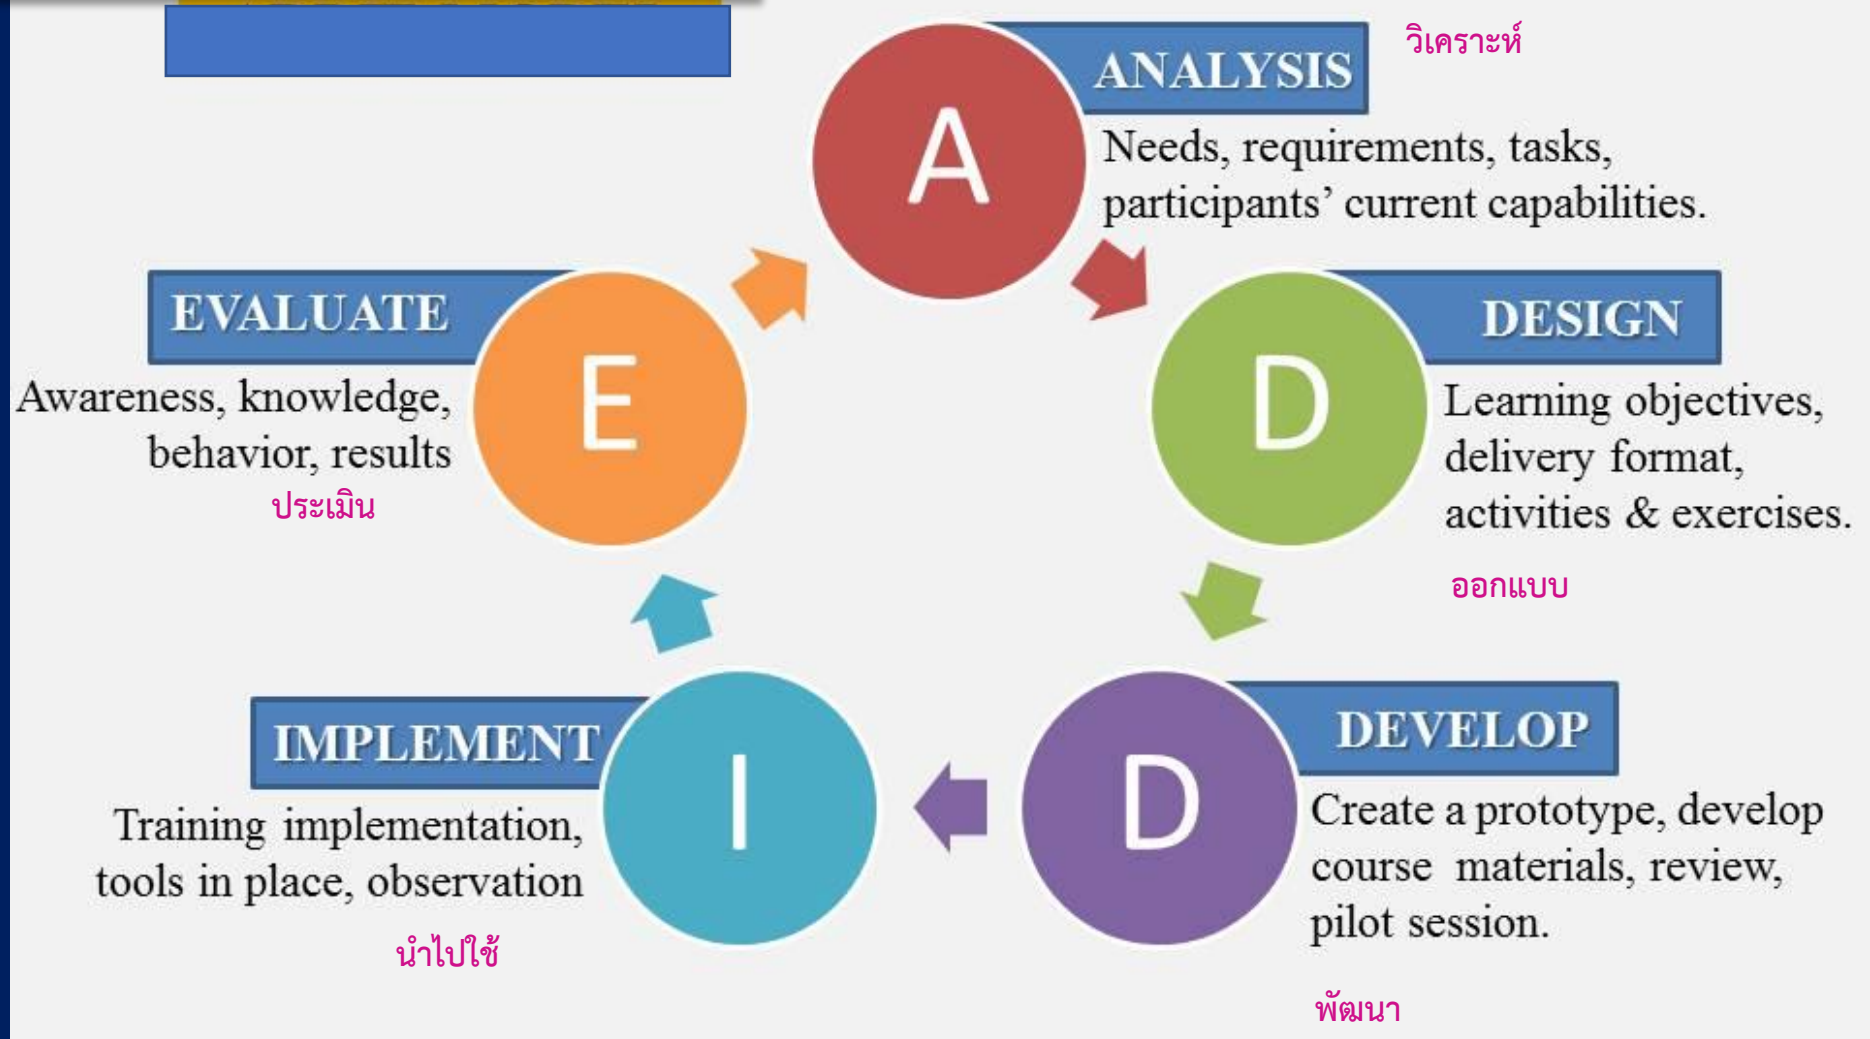 วิเคราะห์
ANALYSIS
A
Needs, requirements, tasks,
participants’ current capabilities.
DESIGN
D
Learning objectives,
delivery format,
activities & exercises.
ออกแบบ
DEVELOP
D
Create a prototype, develop
course materials, review,
pilot session.
พัฒนา
IMPLEMENT
I
Training implementation,
tools in place, observation
นำไปใช้
EVALUATE
E
Awareness, knowledge,
behavior, results
ประเมิน